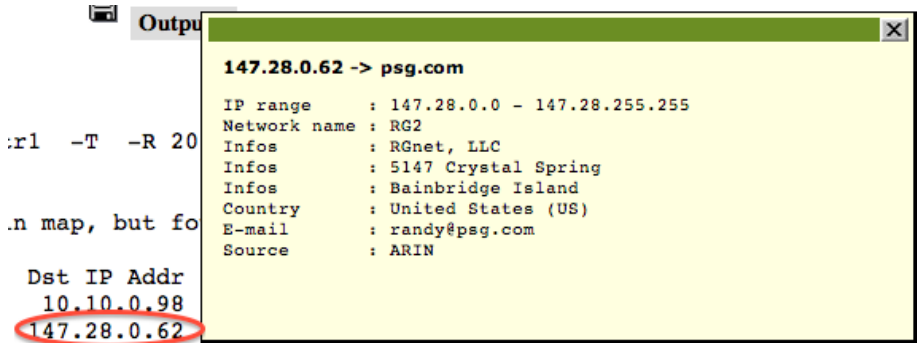 Outpu
147.28.0.62 -> psg.com
IP range : 147.28.0.0 - 147.28.255.255
Network name : RG2
Infos : RGnet, LLC
Infos : 5147 Crystal Spring
Infos : Bainbridge Island
Country : United States (US)
E-mail : randy@psg.com
Source : ARIN
-T -R 20
map, but fo
Dst IP Addr
10.10.0.98
147.28.0.62